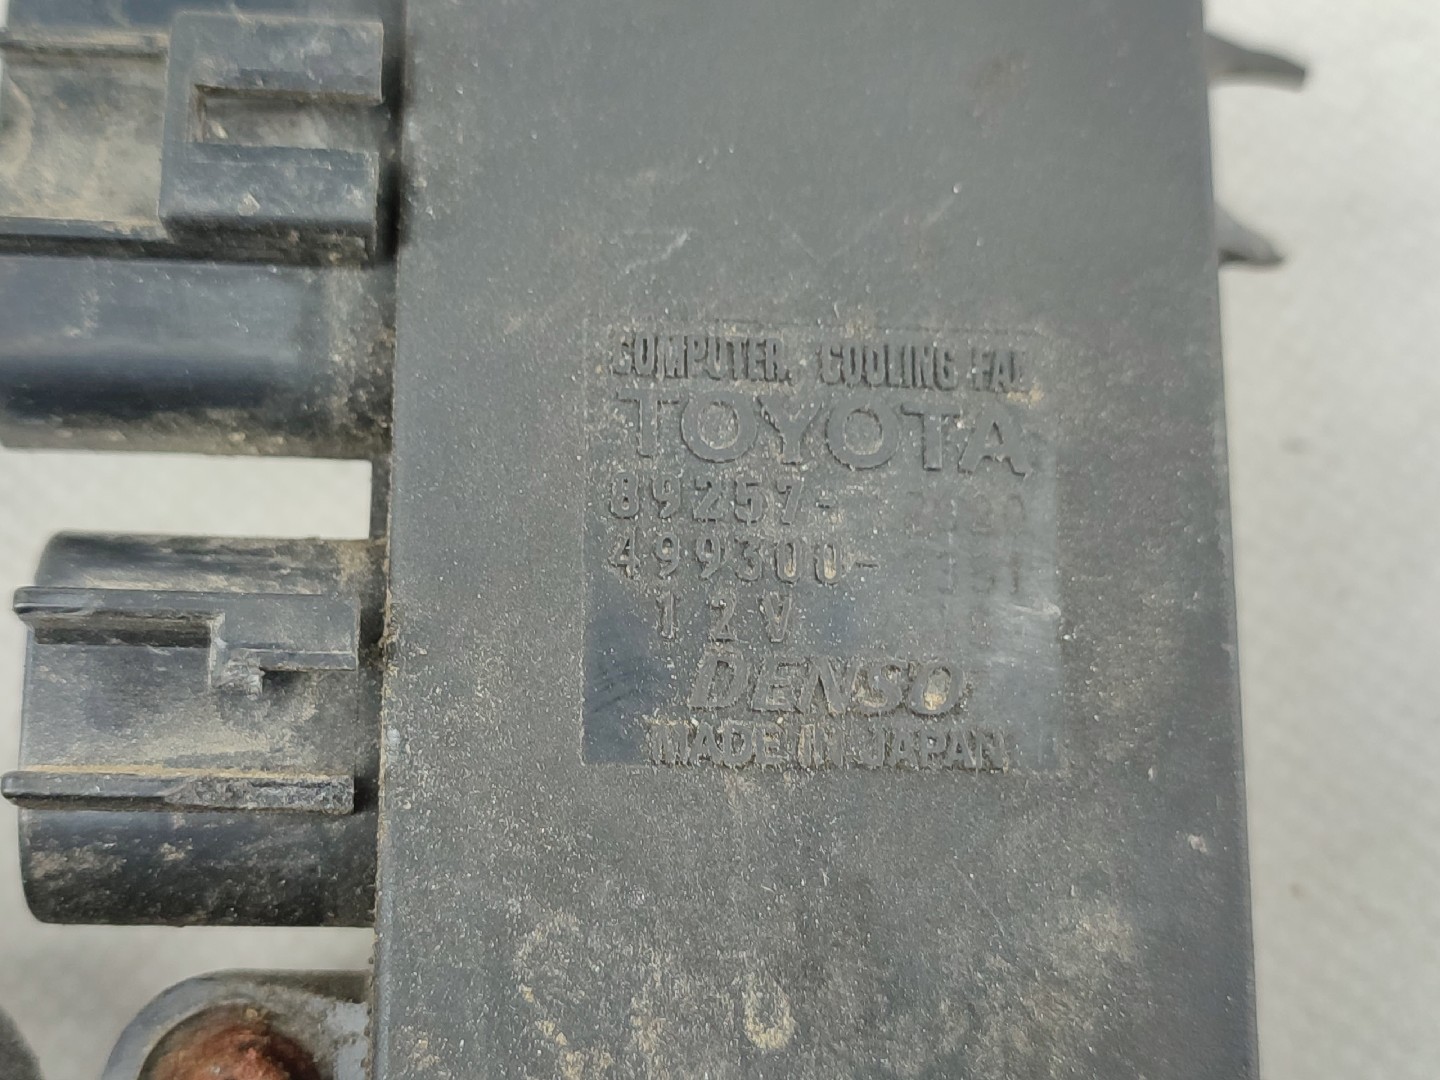 COMPUTER, COOLING FAN
TOYOTA
89257-
499300-
12V
DENSO
MADE IN JAPAN